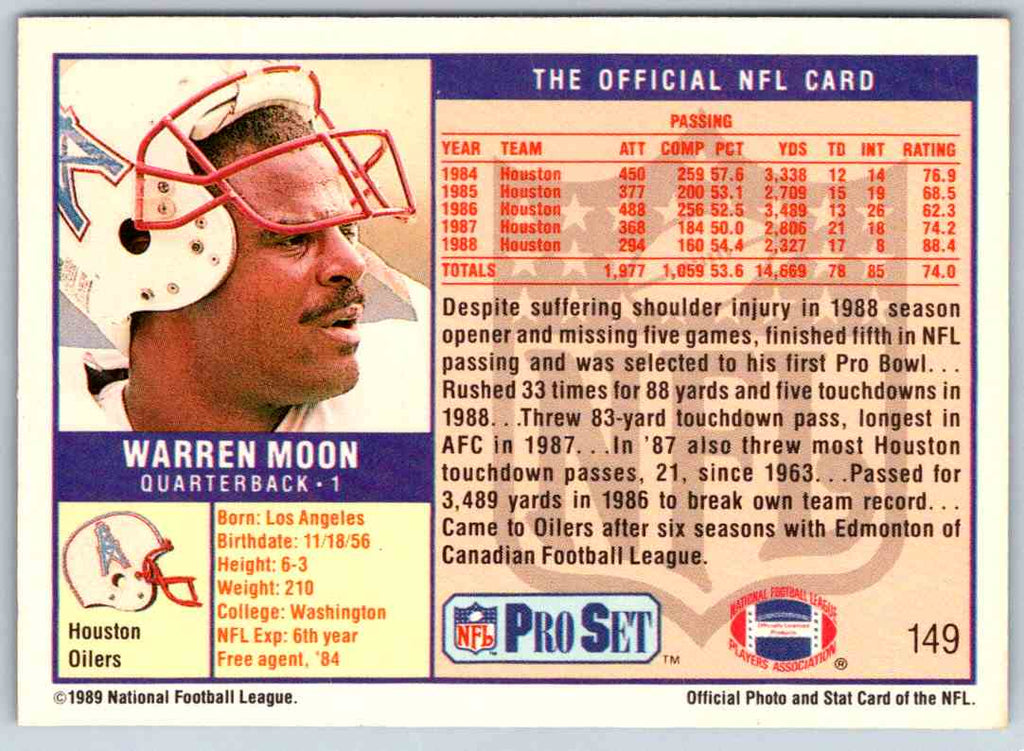 THE OFFICIAL NFL CARD
PASSING
YEAR TEAM ATT COMP PCT YDS TD INT RATING
1984 Houston 450 259 57.6 3,338 12 14 76.9
1985 Houston 377 200 53.1 2,709 15 19 68.5
1986 Houston 488 256 52.5 3,489 13 26 62.3
1987 Houston 368 184 50.0 2,806 21 18 74.2
1988 Houston 294 160 54.4 2,327 17 8 88.4
TOTALS 1,977 1,059 53.6 14,669 78 85 74.0
Despite suffering shoulder injury in 1988 season
opener and missing five games, finished fifth in NFL
passing and was selected to his first Pro Bowl...
Rushed 33 times for 88 yards and five touchdowns in
1988...Threw 83-yard touchdown pass, longest in
AFC in 1987...In '87 also threw most Houston
touchdown passes, 21, since 1963...Passed for
3,489 yards in 1986 to break own team record...
Came to Oilers after six seasons with Edmonton of
Canadian Football League.
WARREN MOON
QUARTERBACK • 1
Houston
Oilers
Born: Los Angeles
Birthdate: 11/18/56
Height: 6-3
Weight: 210
College: Washington
NFL Exp: 6th year
Free agent, '84
NFL PRO SET ™
NATIONAL FOOTBALL LEAGUE
Officially Licensed
Products
PLAYERS ASSOCIATION ®
149
©1989 National Football League.
Official Photo and Stat Card of the NFL.